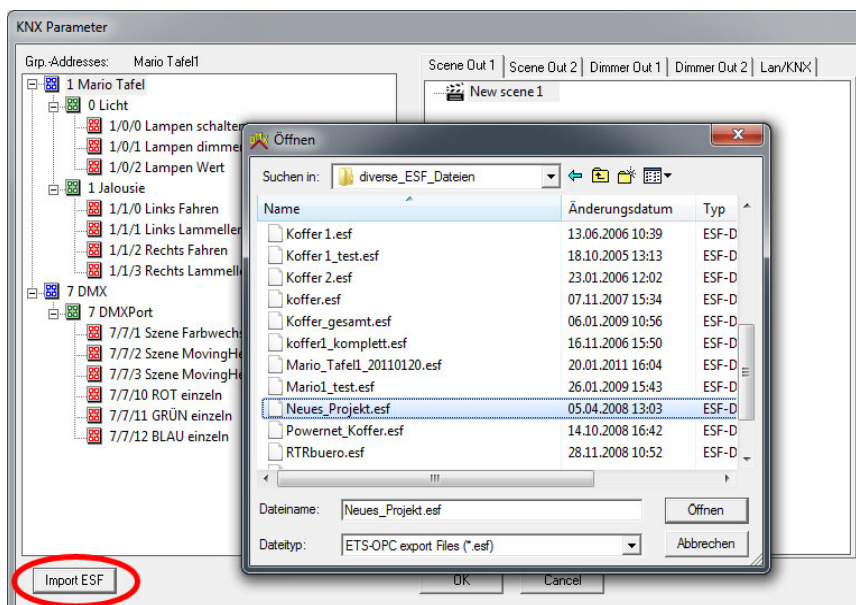 KNX Parameter
Grp.-Addresses: Mario Tafel1
Scene Out 1 Scene Out 2 Dimmer Out 1 Dimmer Out 2 Lan/KNX
1 Mario Tafel
New scene 1
0 Licht
1/0/0 Lampen schalten
1/0/1 Lampen dimme
1/0/2 Lampen Wert
1 Jalousie
1/1/0 Links Fahren
1/1/1 Links Lammeller
1/1/2 Rechts Fahren
1/1/3 Rechts Lammell
7 DMX
7 DMXPort
7/7/1 Szene Farbwechs
7/7/2 Szene MovingHe
7/7/3 Szene MovingHe
7/7/10 ROT einzeln
7/7/11 GRÜN einzeln
7/7/12 BLAU einzeln
Öffnen
Suchen in: diverse_ESF_Dateien
Name Änderungsdatum Typ
Koffer 1.esf 13.06.2006 10:39 ESF-D
Koffer 1_test.esf 18.10.2005 13:13 ESF-D
Koffer 2.esf 23.01.2006 12:02 ESF-D
koffer.esf 07.11.2007 15:34 ESF-D
Koffer_gesamt.esf 06.01.2009 10:56 ESF-D
koffer1_komplett.esf 16.11.2006 15:50 ESF-D
Mario_Tafel1_20110120.esf 20.01.2011 16:04 ESF-D
Mario1_test.esf 26.01.2009 15:43 ESF-D
Neues_Projekt.esf 05.04.2008 13:03 ESF-D
Powernet_Koffer.esf 14.10.2008 16:42 ESF-D
RTRbuero.esf 28.11.2008 10:52 ESF-D
Dateiname: Neues_Projekt.esf Öffnen
Dateityp: ETS-OPC export Files (*.esf) Abbrechen
Import ESF OK Cancel